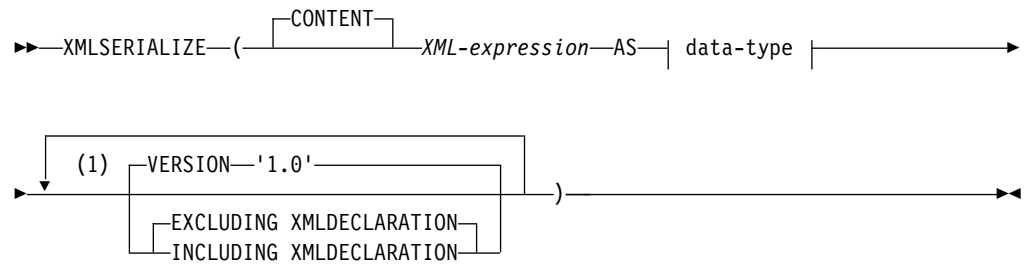 CONTENT
XMLSERIALIZE ( XML-expression AS data-type
(1) VERSION '1.0'
)
EXCLUDING XMLDECLARATION
INCLUDING XMLDECLARATION